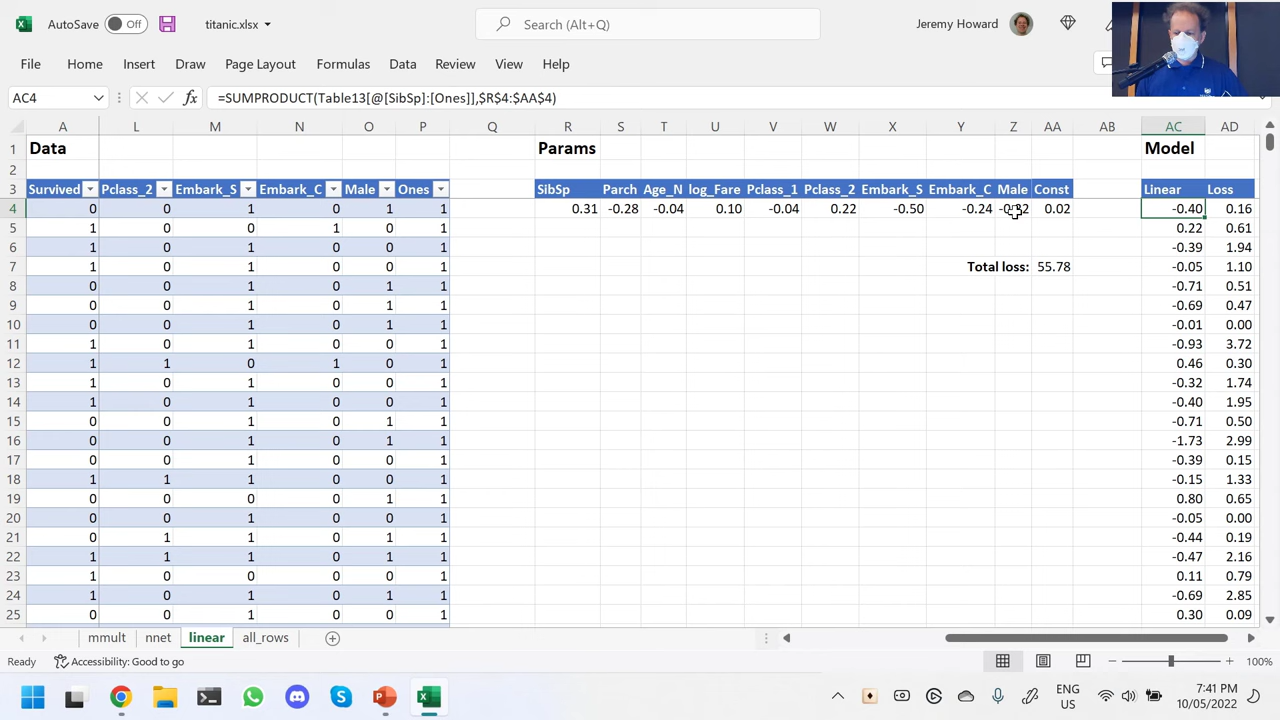 AutoSave Off titanic.xlsx Search (Alt+Q) Jeremy Howard
File Home Insert Draw Page Layout Formulas Data Review View Help
AC4 fx =SUMPRODUCT(Table13[@[SibSp]:[Ones]],$R$4:$AA$4)
A L M N O P Q R S T U V W X Y Z AA AB AC AD
1 Data Params Model
2
3 Survived Pclass_2 Embark_S Embark_C Male Ones SibSp Parch Age_N log_Fare Pclass_1 Pclass_2 Embark_S Embark_C Male Const Linear Loss
4 0 0 1 0 1 1 0.31 -0.28 -0.04 0.10 -0.04 0.22 -0.50 -0.24 0.02 -0.40 0.16
5 1 0 0 1 0 1 0.22 0.61
6 1 0 1 0 0 1 -0.39 1.94
7 1 0 1 0 0 1 Total loss: 55.78 -0.05 1.10
8 0 0 1 0 1 1 -0.71 0.51
9 0 0 1 0 1 1 -0.69 0.47
10 0 0 1 0 1 1 -0.01 0.00
11 1 0 1 0 0 1 -0.93 3.72
12 1 1 0 1 0 1 0.46 0.30
13 1 0 1 0 0 1 -0.32 1.74
14 1 0 1 0 0 1 -0.40 1.95
15 0 0 1 0 1 1 -0.71 0.50
16 0 0 1 0 1 1 -1.73 2.99
17 0 0 1 0 0 1 -0.39 0.15
18 1 1 1 0 0 1 -0.15 1.33
19 0 0 0 0 1 1 0.80 0.65
20 0 0 1 0 0 1 -0.05 0.00
21 0 1 1 0 1 1 -0.44 0.19
22 1 1 1 0 1 1 -0.47 2.16
23 1 0 0 0 0 1 0.11 0.79
24 1 0 1 0 1 1 -0.69 2.85
25 0 0 1 0 0 1 0.30 0.09
mmult nnet linear all_rows
Ready Accessibility: Good to go 100%
ENG US 7:41 PM 10/05/2022